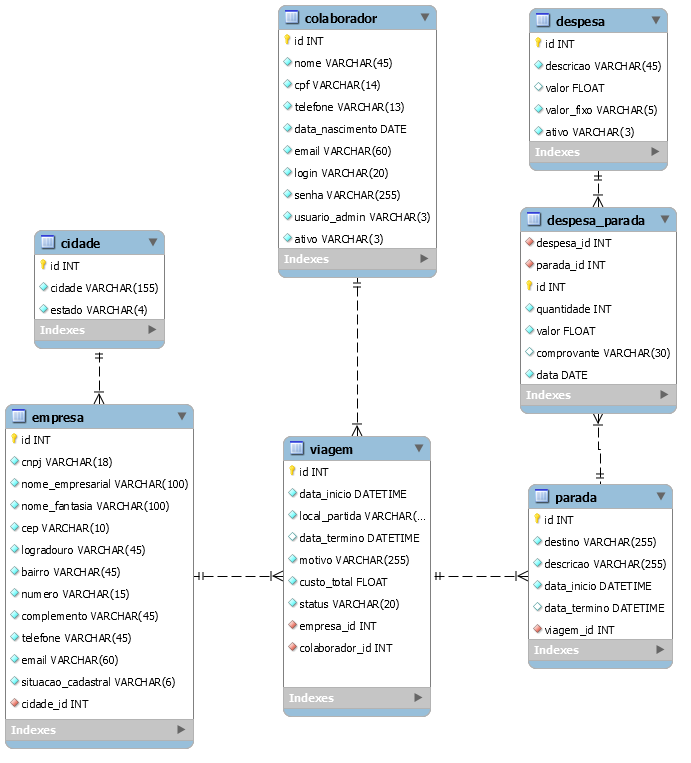 colaborador
id INT
nome VARCHAR(45)
cpf VARCHAR(14)
telefone VARCHAR(13)
data_nascimento DATE
email VARCHAR(60)
login VARCHAR(20)
senha VARCHAR(255)
usuario_admin VARCHAR(3)
ativo VARCHAR(3)
Indexes
despesa
id INT
descricao VARCHAR(45)
valor FLOAT
valor_fixo VARCHAR(5)
ativo VARCHAR(3)
Indexes
cidade
id INT
cidade VARCHAR(155)
estado VARCHAR(4)
Indexes
despesa_parada
despesa_id INT
parada_id INT
id INT
quantidade INT
valor FLOAT
comprovante VARCHAR(30)
data DATE
Indexes
empresa
id INT
cnpj VARCHAR(18)
nome_empresarial VARCHAR(100)
nome_fantasia VARCHAR(100)
cep VARCHAR(10)
logradouro VARCHAR(45)
bairro VARCHAR(45)
numero VARCHAR(15)
complemento VARCHAR(45)
telefone VARCHAR(45)
email VARCHAR(60)
situacao_cadastral VARCHAR(6)
cidade_id INT
Indexes
viagem
id INT
data_inicio DATETIME
local_partida VARCHAR(...
data_termino DATETIME
motivo VARCHAR(255)
custo_total FLOAT
status VARCHAR(20)
empresa_id INT
colaborador_id INT
Indexes
parada
id INT
destino VARCHAR(255)
descricao VARCHAR(255)
data_inicio DATETIME
data_termino DATETIME
viagem_id INT
Indexes